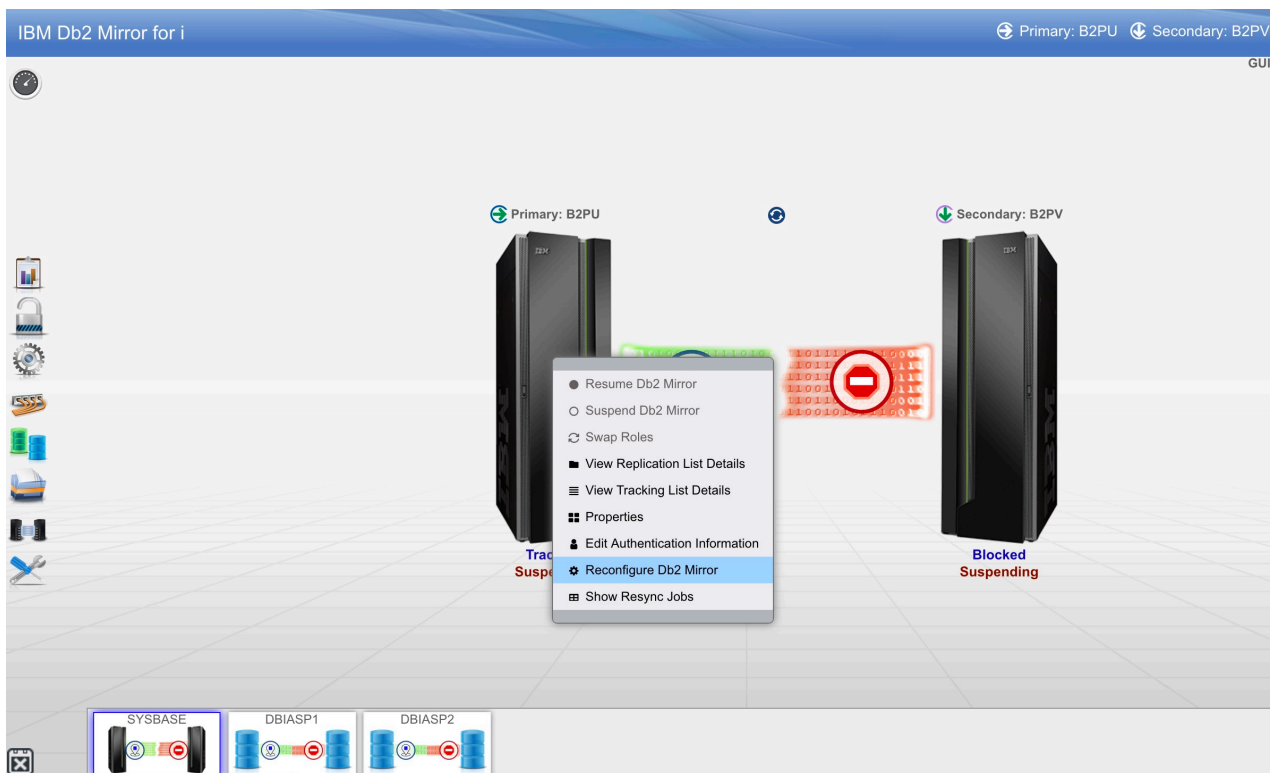 IBM Db2 Mirror for i
Primary: B2PU Secondary: B2PV
GUI
Primary: B2PU
Secondary: B2PV
IBM
IBM
Resume Db2 Mirror
Suspend Db2 Mirror
Swap Roles
View Replication List Details
View Tracking List Details
Properties
Edit Authentication Information
Reconfigure Db2 Mirror
Show Resync Jobs
Blocked
Suspending
SYSBASE
DBIASP1
DBIASP2